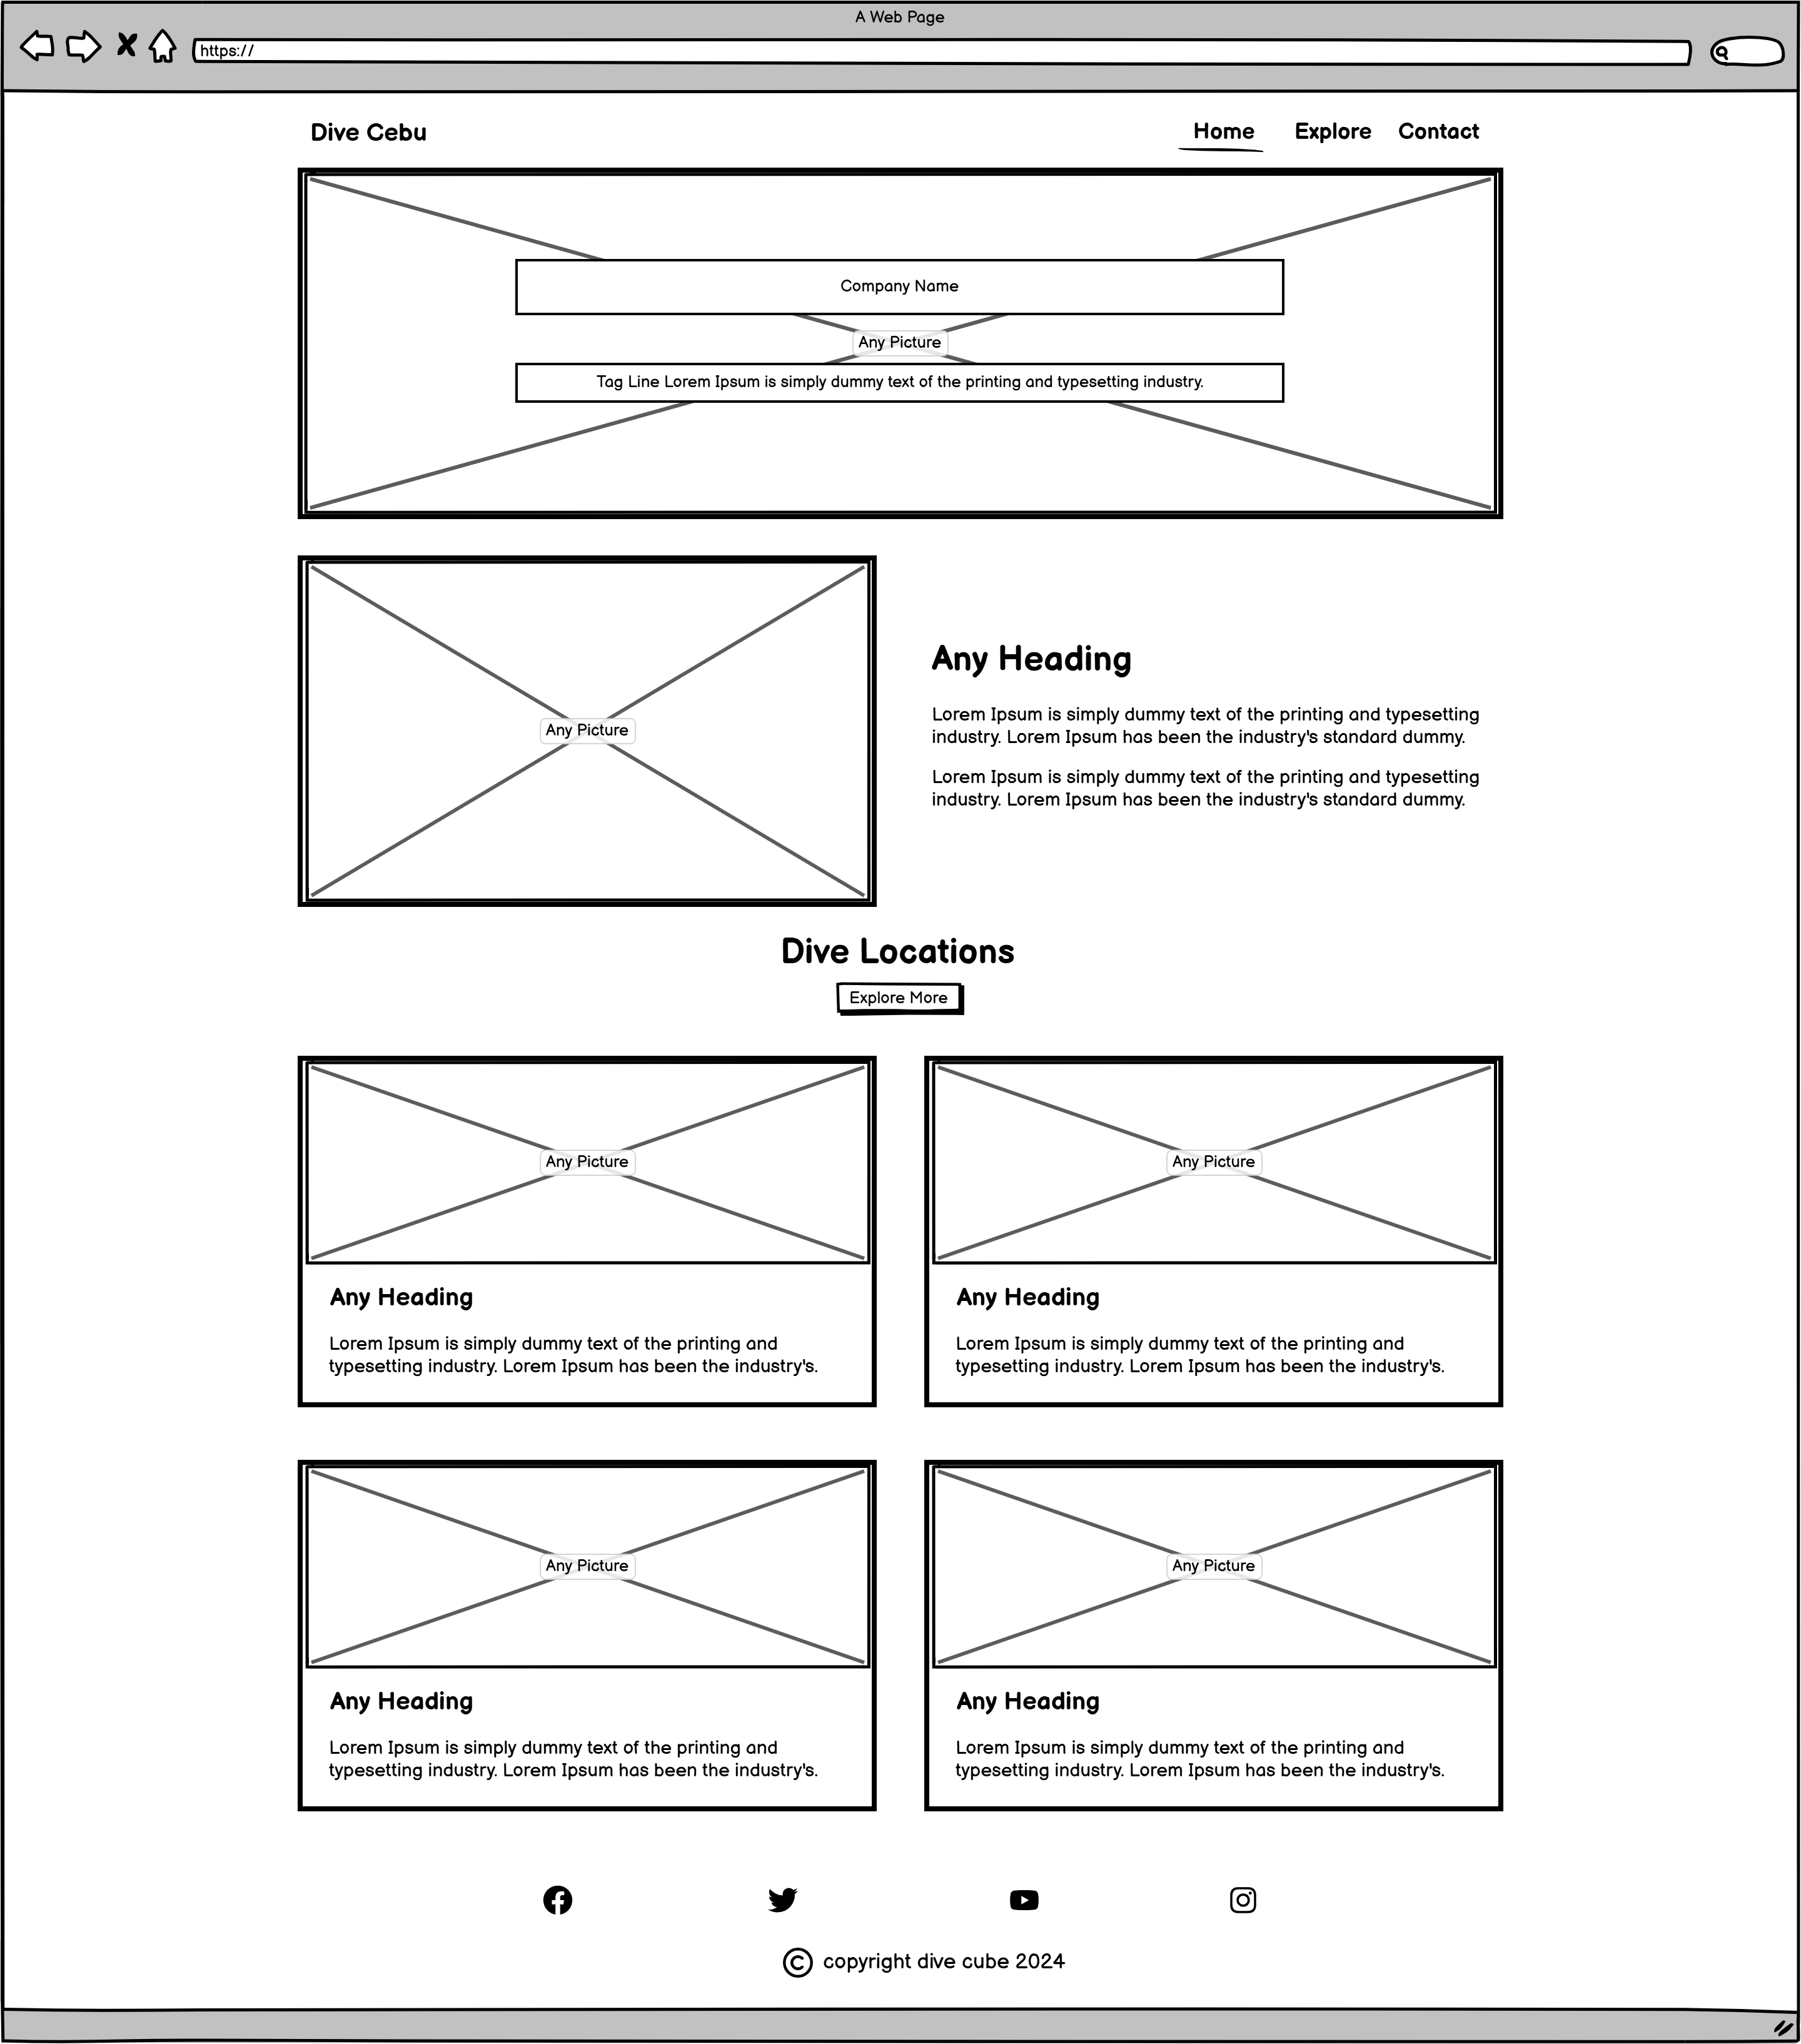 A Web Page
https://
Dive Cebu
Home Explore Contact
Company Name
Any Picture
Tag Line Lorem Ipsum is simply dummy text of the printing and typesetting industry.
Any Picture
Any Heading
Lorem Ipsum is simply dummy text of the printing and typesetting
industry. Lorem Ipsum has been the industry's standard dummy.
Lorem Ipsum is simply dummy text of the printing and typesetting
industry. Lorem Ipsum has been the industry's standard dummy.
Dive Locations
Explore More
Any Picture
Any Heading
Lorem Ipsum is simply dummy text of the printing and
typesetting industry. Lorem Ipsum has been the industry's.
Any Picture
Any Heading
Lorem Ipsum is simply dummy text of the printing and
typesetting industry. Lorem Ipsum has been the industry's.
Any Picture
Any Heading
Lorem Ipsum is simply dummy text of the printing and
typesetting industry. Lorem Ipsum has been the industry's.
Any Picture
Any Heading
Lorem Ipsum is simply dummy text of the printing and
typesetting industry. Lorem Ipsum has been the industry's.
© copyright dive cube 2024